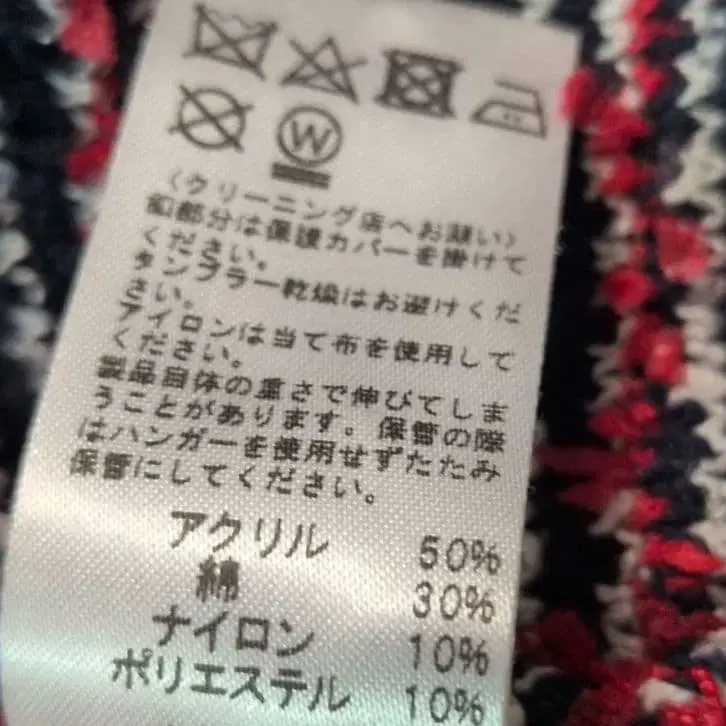 W
〈クリーニング店へお願い〉
釦部分は保護カバーを掛けて
ください。
タンブラー乾燥はお避けくだ
さい。
アイロンは当て布を使用して
ください。
製品自体の重さで伸びてしま
うことがあります。保管の際
はハンガーを使用せずたたみ
保管にしてください。
アクリル 50%
綿 30%
ナイロン 10%
ポリエステル 10%